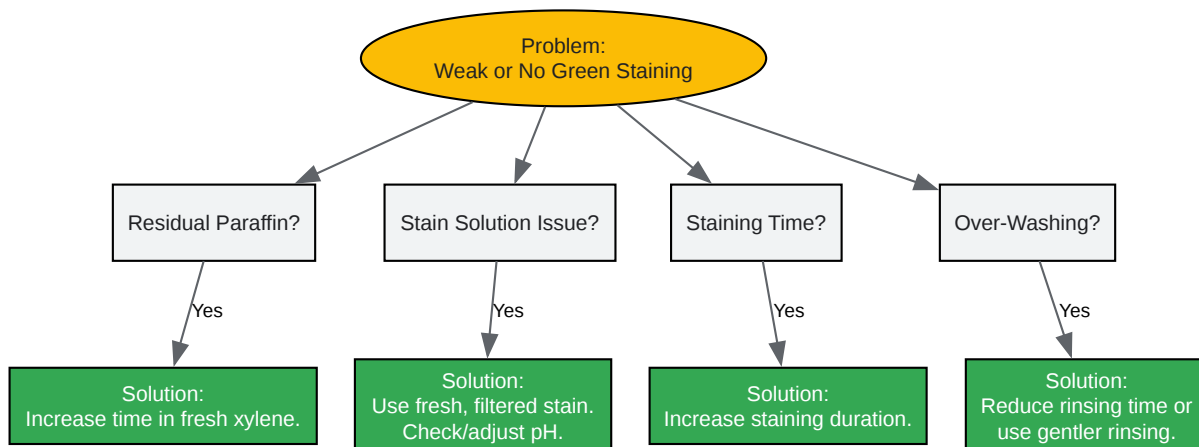 Problem:
Weak or No Green Staining
Residual Paraffin?
Stain Solution Issue?
Staining Time?
Over-Washing?
Yes
Yes
Yes
Yes
Solution:
Increase time in fresh xylene.
Solution:
Use fresh, filtered stain.
Check/adjust pH.
Solution:
Increase staining duration.
Solution:
Reduce rinsing time or
use gentler rinsing.